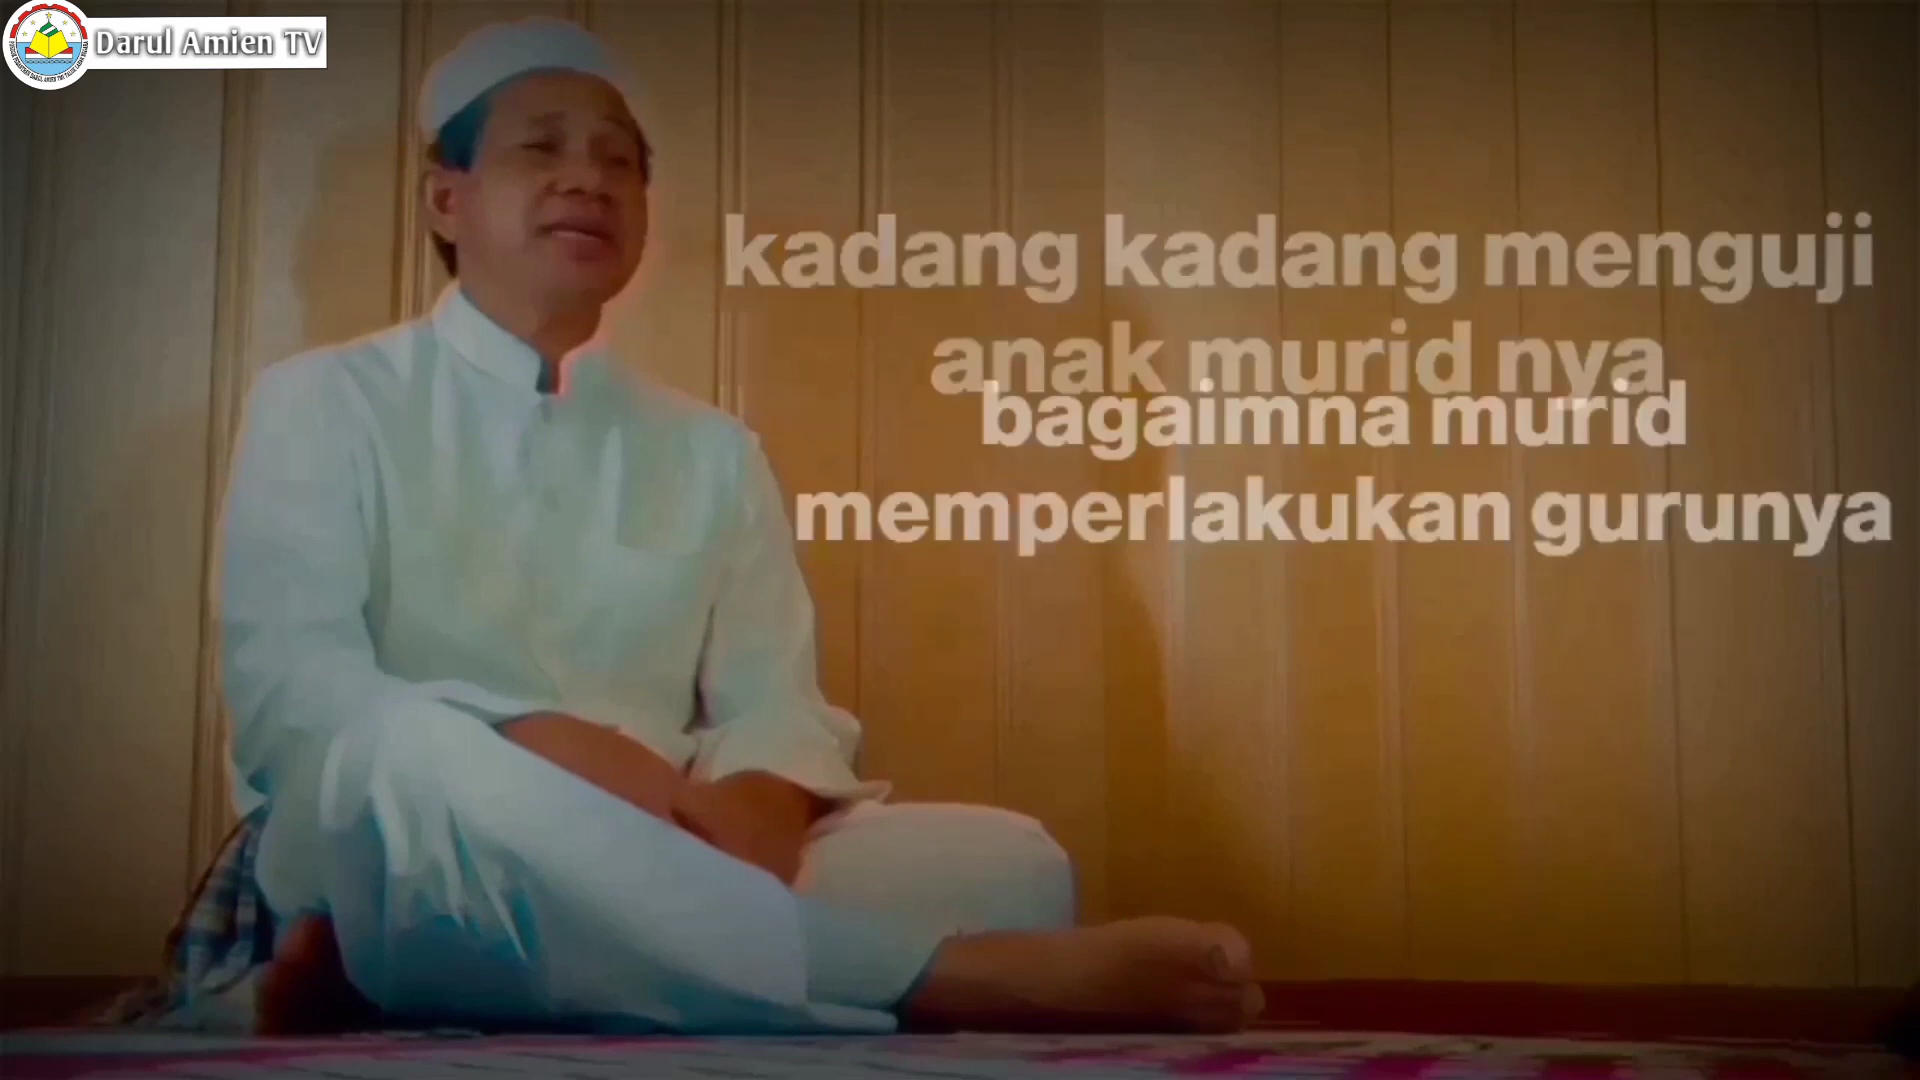 Darul Amien TV
kadang kadang menguji
anak murid nya
bagaimna murid
memperlakukan gurunya